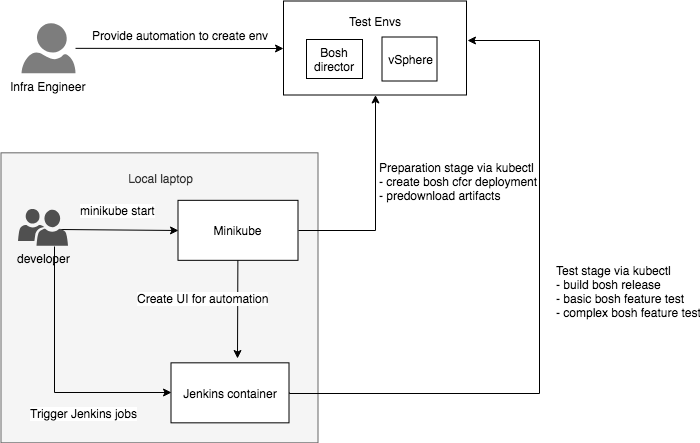 Test Envs
Provide automation to create env
Bosh
director
vSphere
Infra Engineer
Preparation stage via kubectl
- create bosh cfcr deployment
- predownload artifacts
Local laptop
minikube start
Minikube
developer
Test stage via kubectl
- build bosh release
- basic bosh feature test
- complex bosh feature test
Create UI for automation
Jenkins container
Trigger Jenkins jobs